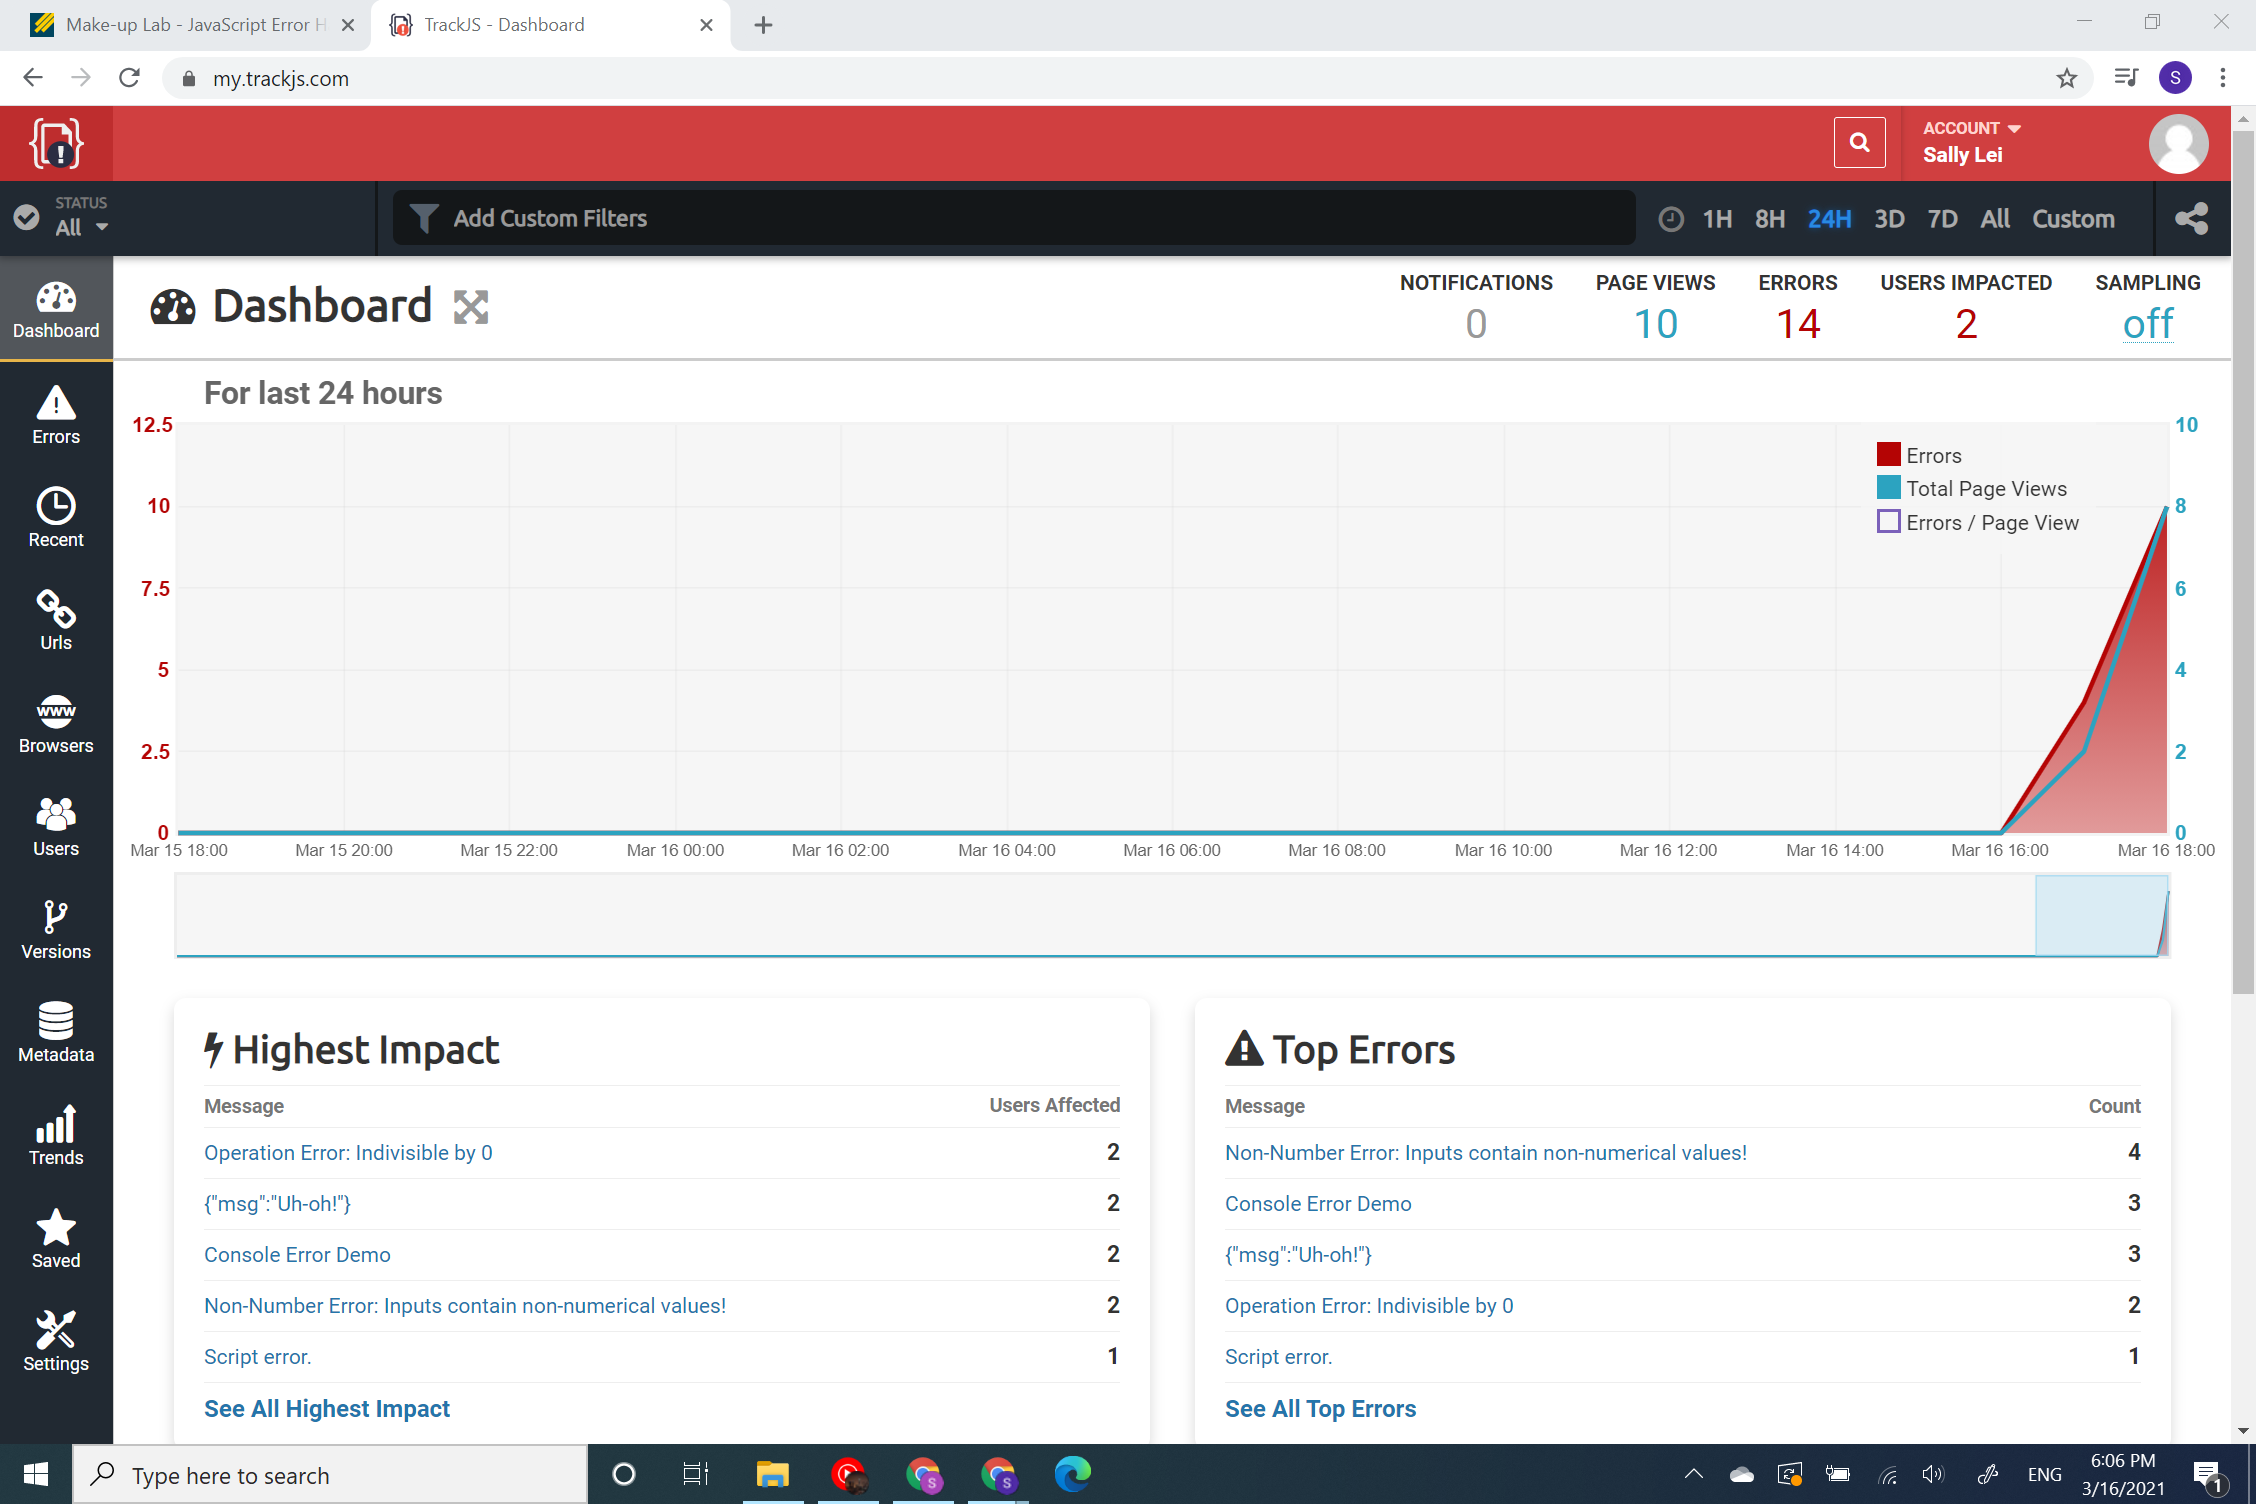 Make-up Lab - JavaScript Error H
TrackJS - Dashboard
my.trackjs.com
S
ACCOUNT
Sally Lei
STATUS
All
Add Custom Filters
1H 8H 24H 3D 7D All Custom
Dashboard
Errors
Recent
Urls
www
Browsers
Users
Versions
Metadata
Trends
Saved
Settings
Dashboard
NOTIFICATIONS
0
PAGE VIEWS
10
ERRORS
14
USERS IMPACTED
2
SAMPLING
off
For last 24 hours
12.5
10
7.5
5
2.5
0
10
8
6
4
2
0
Errors
Total Page Views
Errors / Page View
Mar 15 18:00 Mar 15 20:00 Mar 15 22:00 Mar 16 00:00 Mar 16 02:00 Mar 16 04:00 Mar 16 06:00 Mar 16 08:00 Mar 16 10:00 Mar 16 12:00 Mar 16 14:00 Mar 16 16:00 Mar 16 18:00
Highest Impact
Message Users Affected
Operation Error: Indivisible by 0 2
{"msg":"Uh-oh!"} 2
Console Error Demo 2
Non-Number Error: Inputs contain non-numerical values! 2
Script error. 1
See All Highest Impact
Top Errors
Message Count
Non-Number Error: Inputs contain non-numerical values! 4
Console Error Demo 3
{"msg":"Uh-oh!"} 3
Operation Error: Indivisible by 0 2
Script error. 1
See All Top Errors
Type here to search
S
S
ENG
6:06 PM
3/16/2021
1